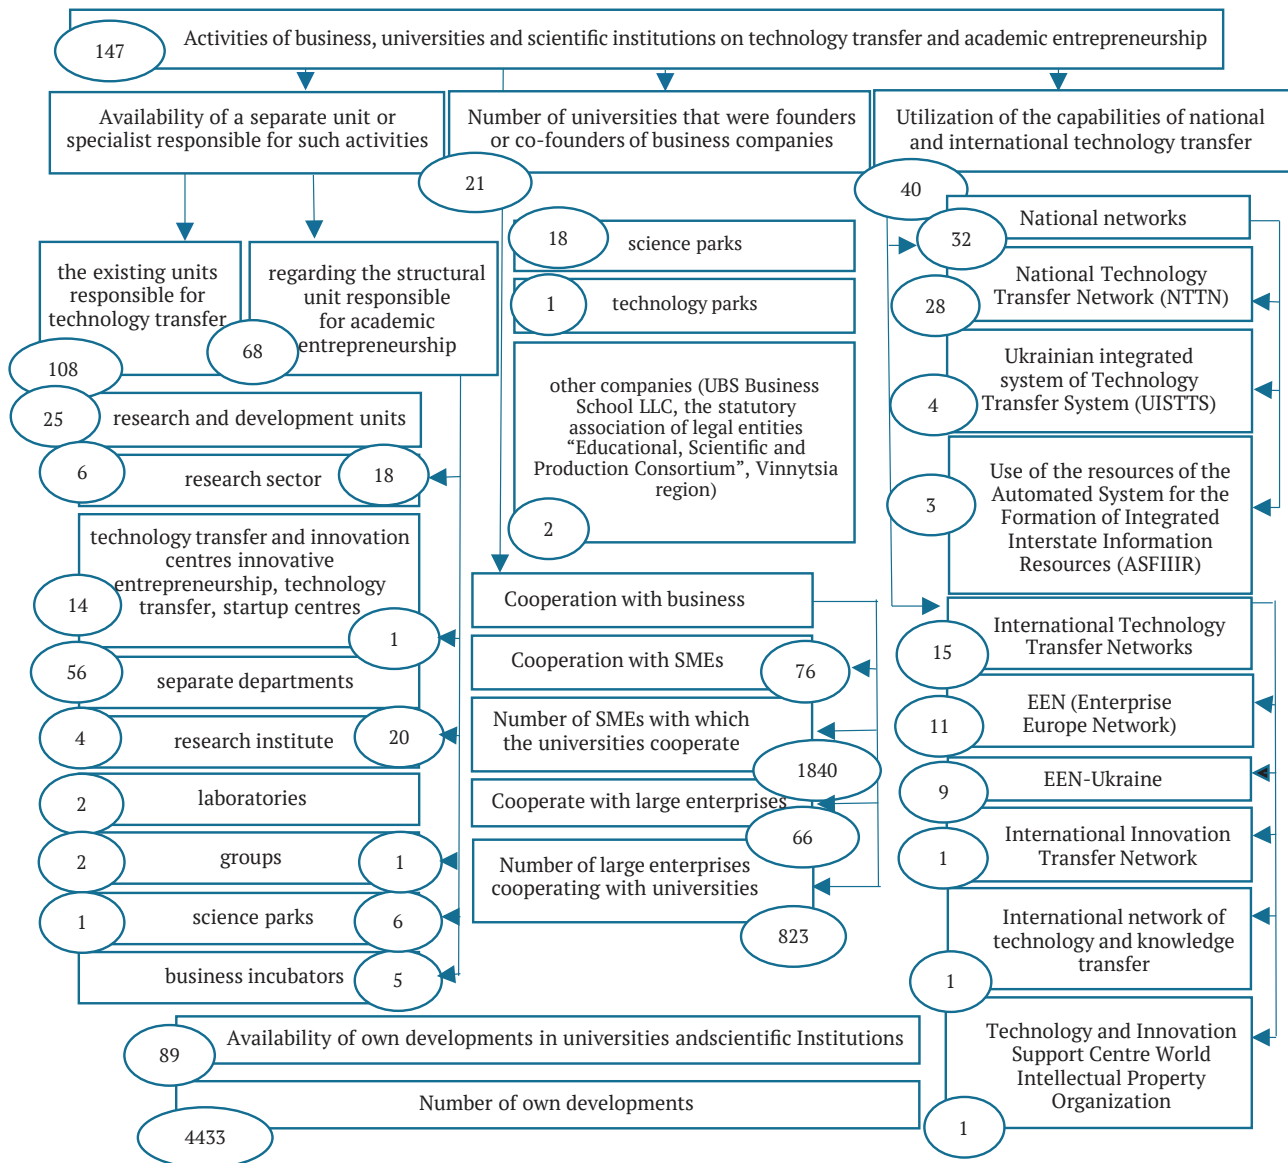 147
Activities of business, universities and scientific institutions on technology transfer and academic entrepreneurship
Availability of a separate unit or
specialist responsible for such activities
Number of universities that were founders
or co-founders of business companies
21
Utilization of the capabilities of national
and international technology transfer
40
the existing units
responsible for
technology transfer
108
regarding the structural
unit responsible
for academic
entrepreneurship
68
25
research and development units
6
research sector
18
technology transfer and innovation
centres innovative
entrepreneurship, technology
transfer, startup centres
14
1
56
separate departments
4
research institute
20
2
laboratories
2
groups
1
1
science parks
6
business incubators
5
18
science parks
1
technology parks
other companies (UBS Business
School LLC, the statutory
association of legal entities
“Educational, Scientific and
Production Consortium”, Vinnytsia
region)
2
Cooperation with business
Cooperation with SMEs
76
Number of SMEs with which
the universities cooperate
1840
Cooperate with large enterprises
66
Number of large enterprises
cooperating with universities
823
National networks
32
National Technology
Transfer Network (NTTN)
28
Ukrainian integrated
system of Technology
Transfer System (UISTTS)
4
Use of the resources of the
Automated System for the
Formation of Integrated
Interstate Information
Resources (ASFIIIR)
3
International Technology
Transfer Networks
15
EEN (Enterprise
Europe Network)
11
EEN-Ukraine
9
International Innovation
Transfer Network
1
International network of
technology and knowledge
transfer
1
Technology and Innovation
Support Centre World
Intellectual Property
Organization
1
Availability of own developments in universities andscientific Institutions
89
Number of own developments
4433